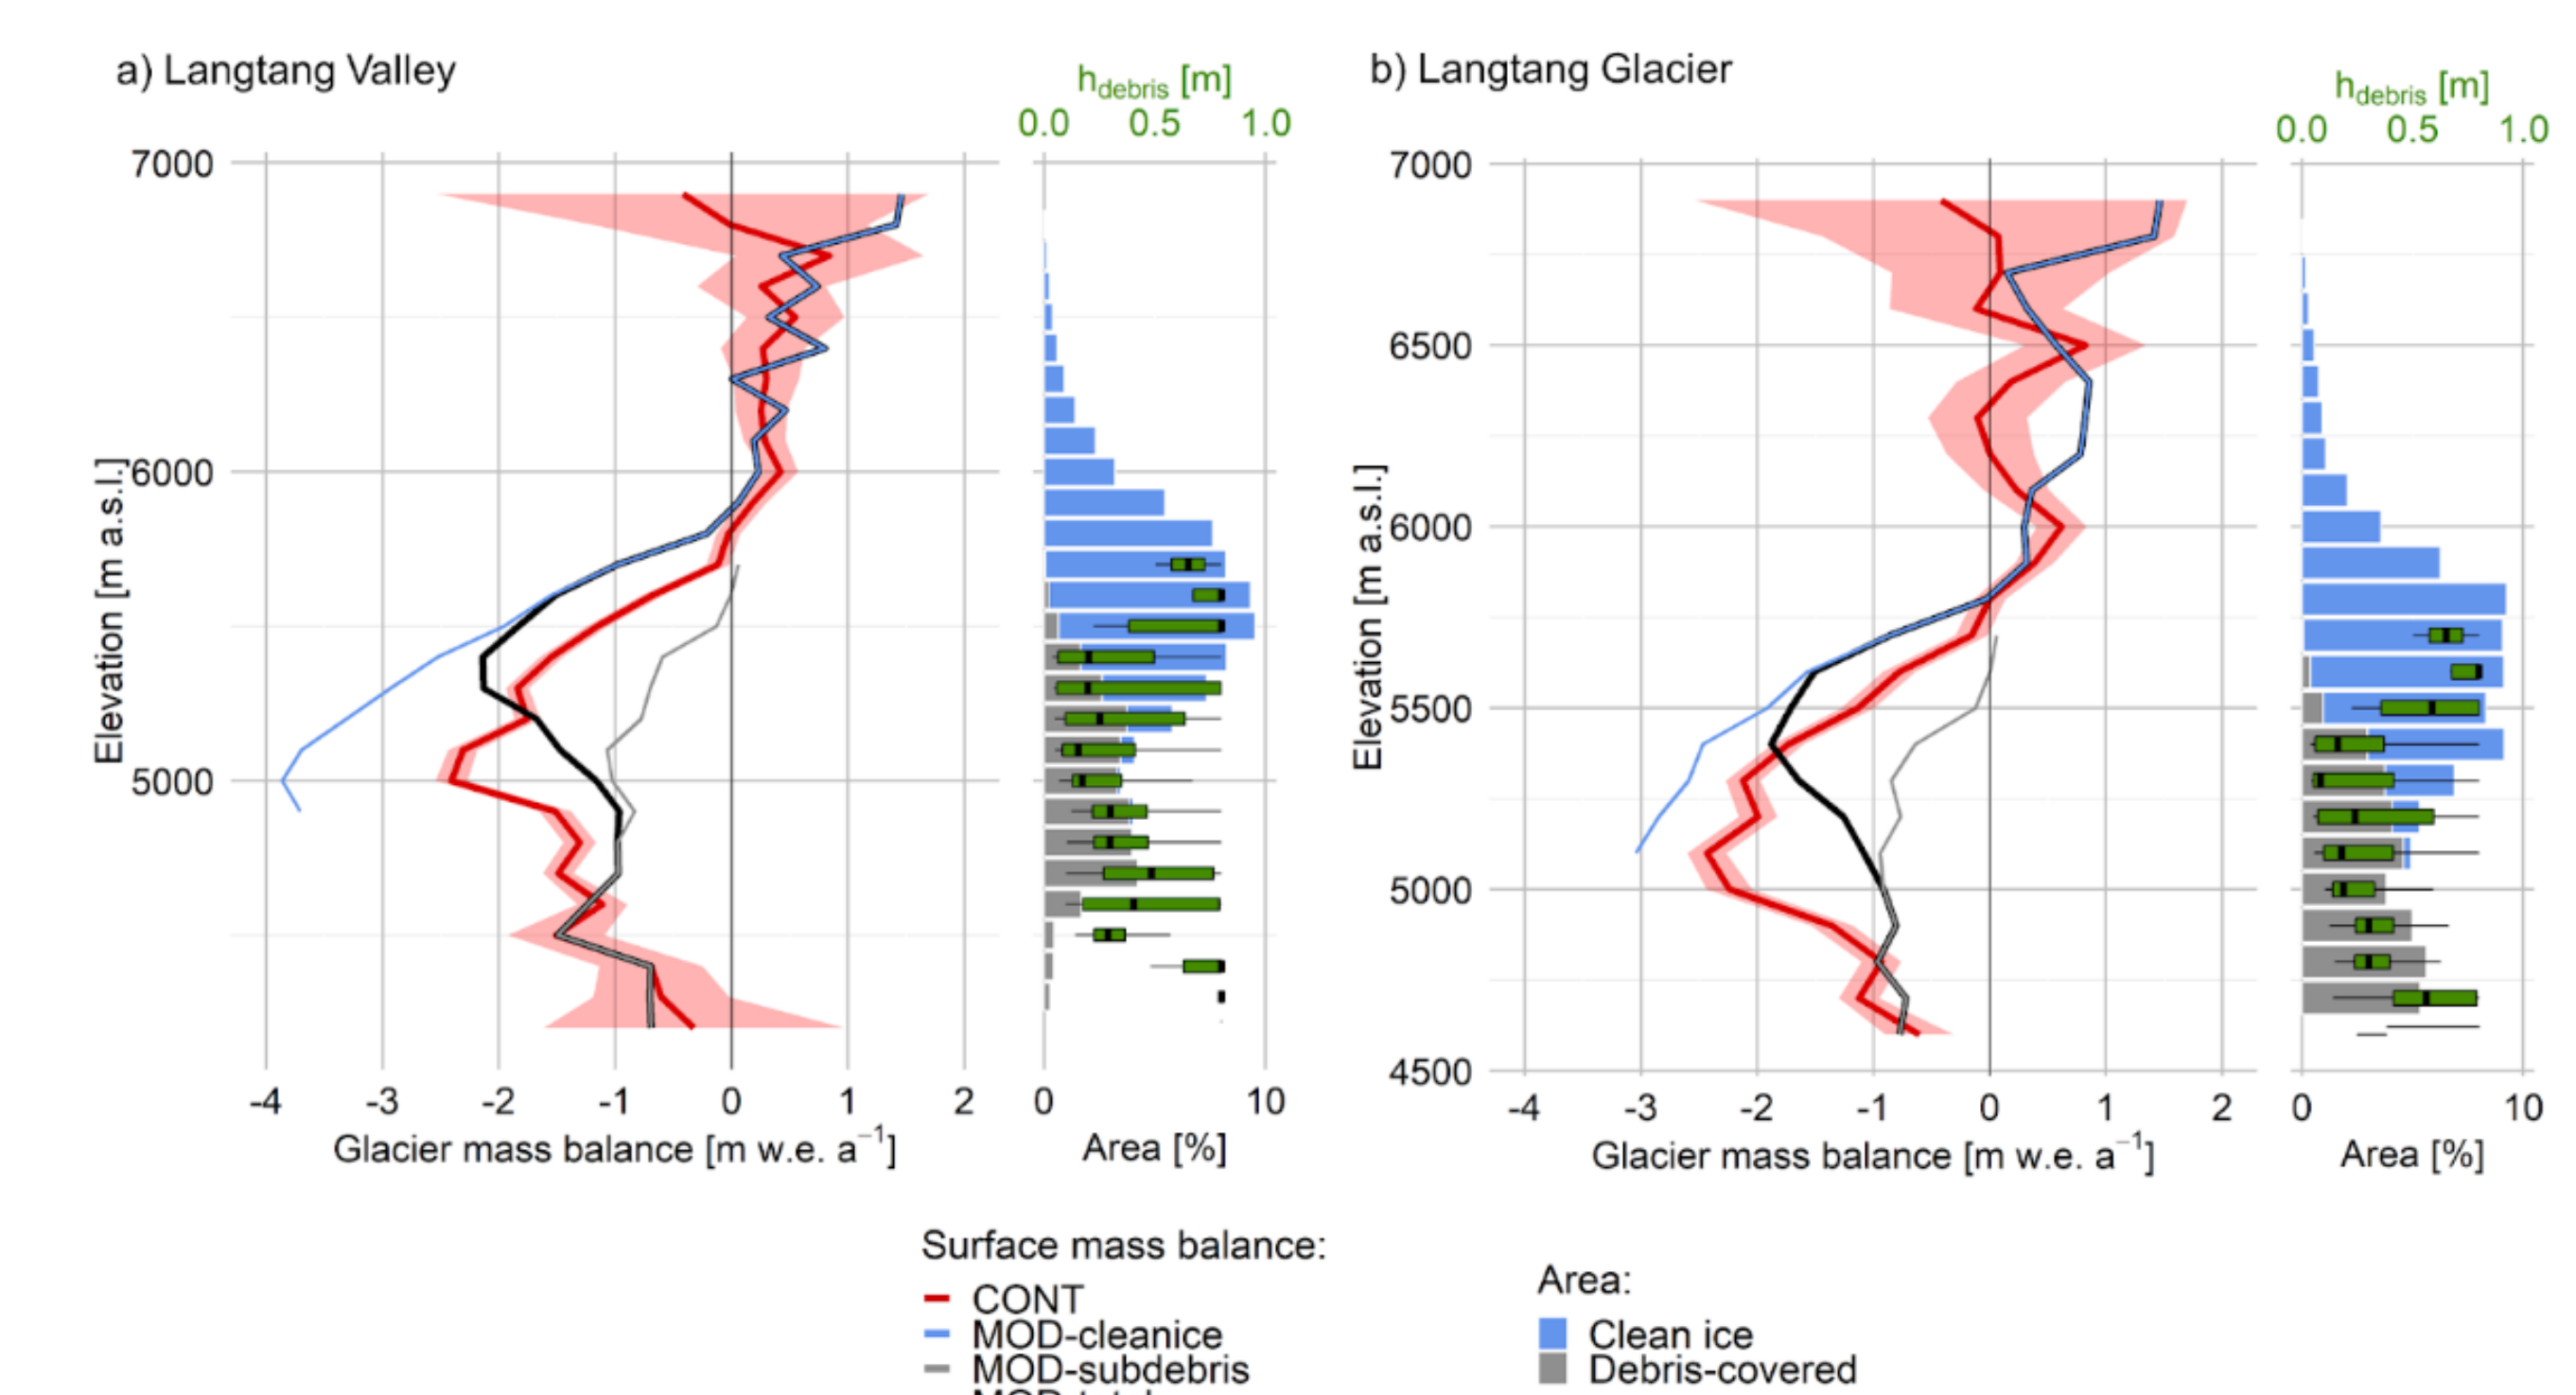 a) Langtang Valley
h_debris [m]
0.0 0.5 1.0
7000
6000
5000
Elevation [m a.s.l.]
-4 -3 -2 -1 0 1 2
Glacier mass balance [m w.e. a⁻¹]
0 10
Area [%]
b) Langtang Glacier
h_debris [m]
0.0 0.5 1.0
7000
6500
6000
5500
5000
4500
Elevation [m a.s.l.]
-4 -3 -2 -1 0 1 2
Glacier mass balance [m w.e. a⁻¹]
0 10
Area [%]
Surface mass balance:
CONT
MOD-cleanice
MOD-subdebris
Area:
Clean ice
Debris-covered